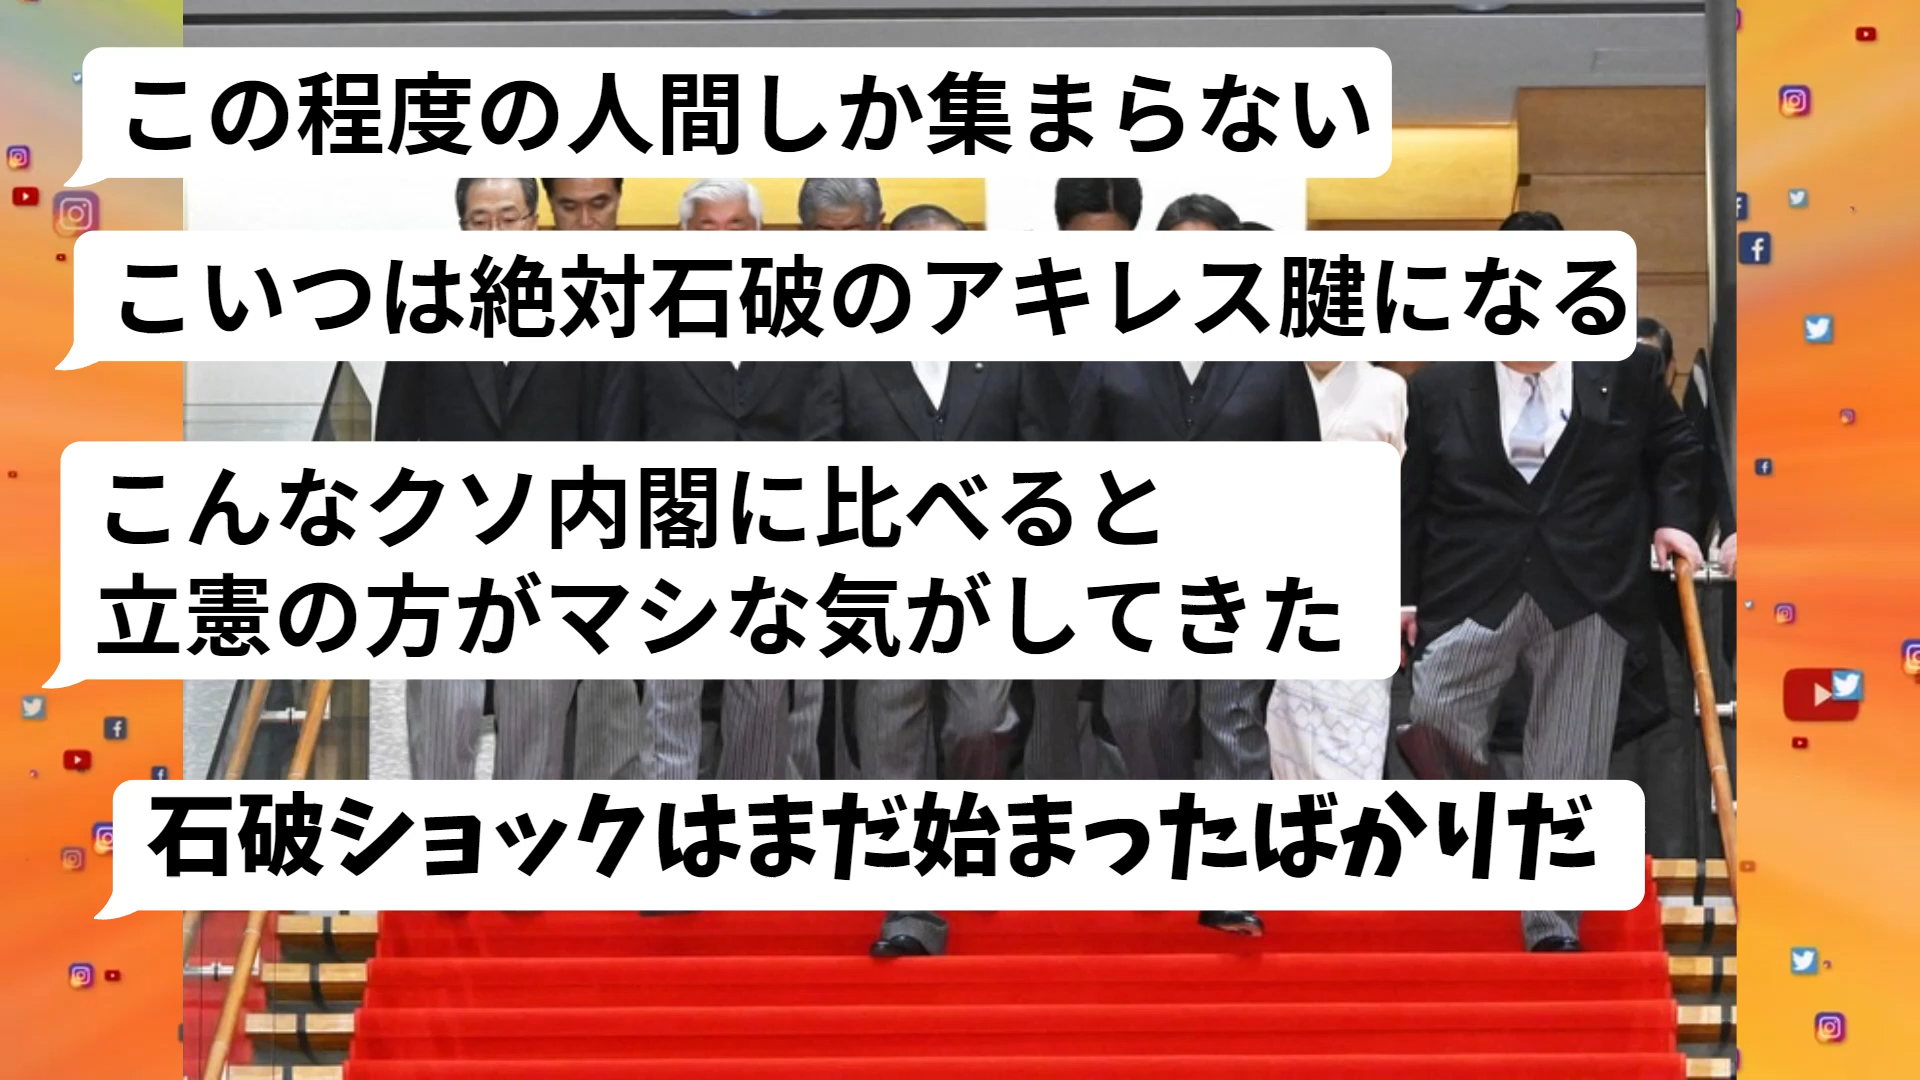 この程度の人間しか集まらない
こいつは絶対石破のアキレス腱になる
こんなクソ内閣に比べると
立憲の方がマシな気がしてきた
石破ショックはまだ始まったばかりだ